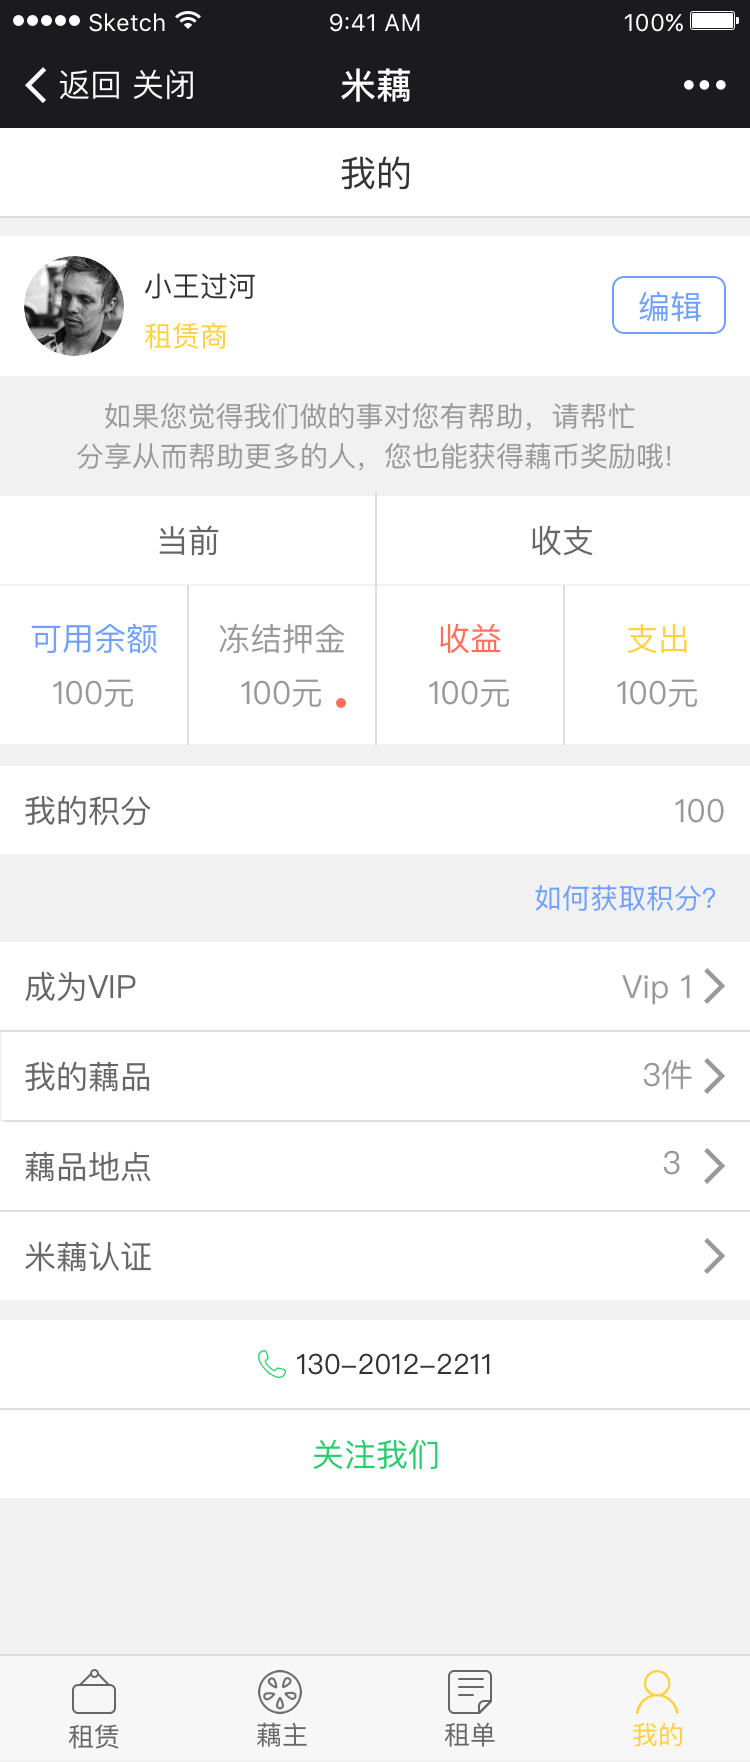 Sketch 9:41 AM 100%
返回 关闭 米藕
我的
小王过河
租赁商
编辑
如果您觉得我们做的事对您有帮助，请帮忙
分享从而帮助更多的人，您也能获得藕币奖励哦!
当前 收支
可用余额 冻结押金 收益 支出
100元 100元 100元 100元
我的积分 100
如何获取积分?
成为VIP Vip 1
我的藕品 3件
藕品地点 3
米藕认证
130-2012-2211
关注我们
租赁 藕主 租单 我的